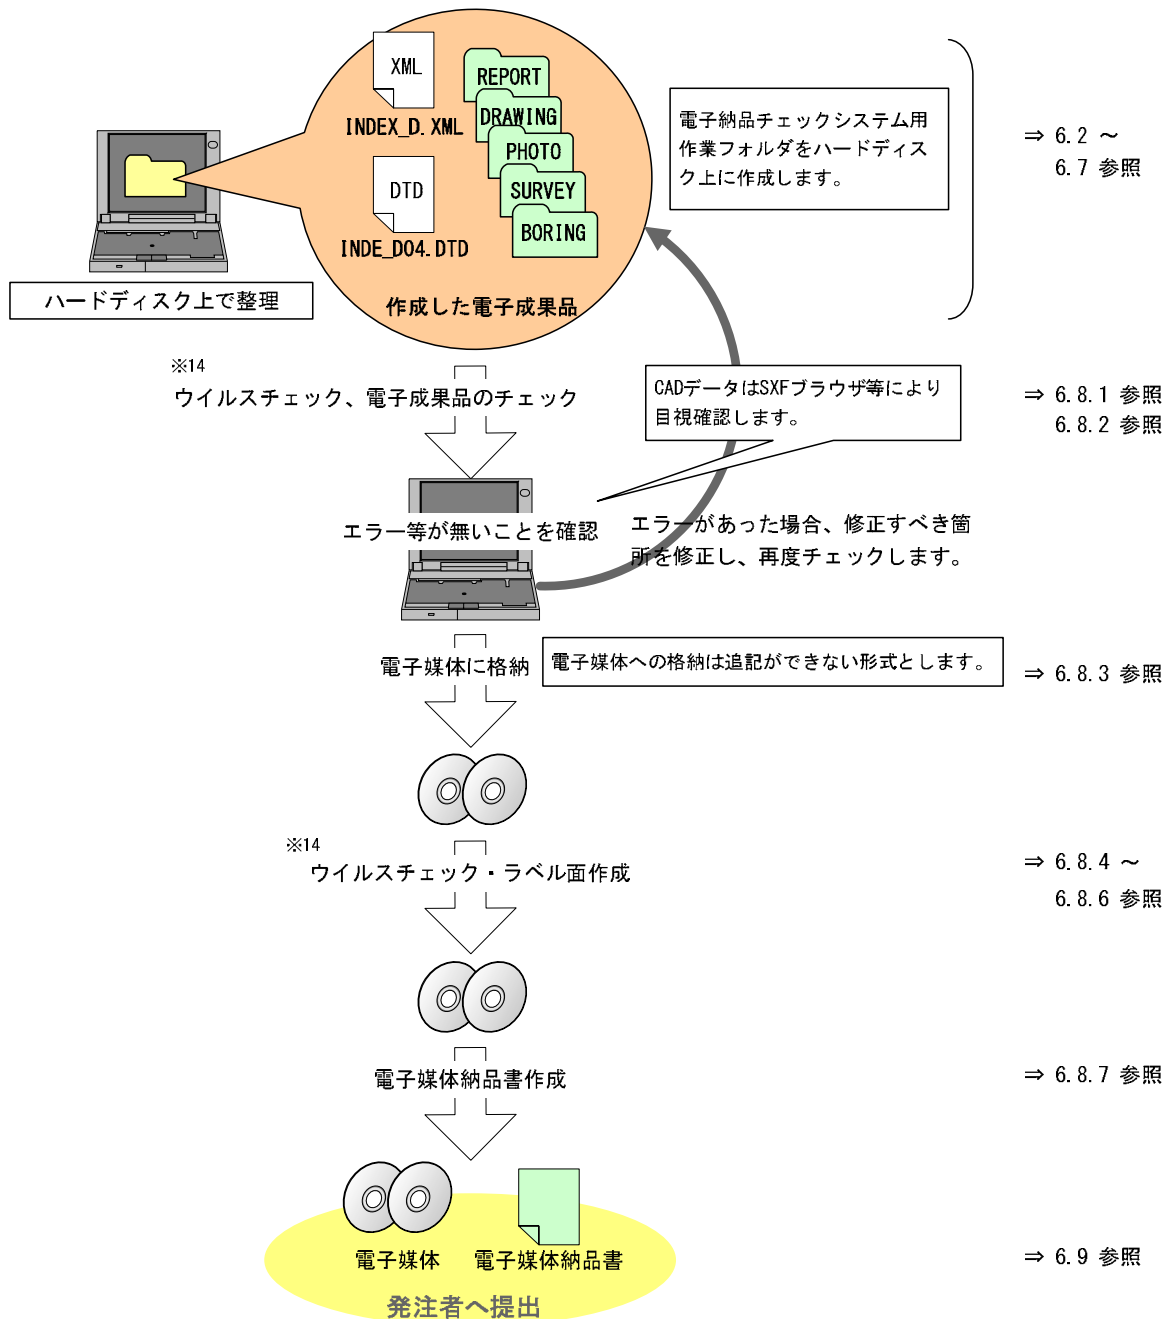 XML
INDEX_D.XML
DTD
INDE_D04.DTD
REPORT
DRAWING
PHOTO
SURVEY
BORING
作成した電子成果品
ハードディスク上で整理
電子納品チェックシステム用
作業フォルダをハードディス
ク上に作成します。
⇒ 6.2 ～
6.7 参照
※14
ウイルスチェック、電子成果品のチェック
CADデータはSXFブラウザ等により
目視確認します。
⇒ 6.8.1 参照
6.8.2 参照
エラー等が無いことを確認
エラーがあった場合、修正すべき箇
所を修正し、再度チェックします。
電子媒体に格納
電子媒体への格納は追記ができない形式とします。
⇒ 6.8.3 参照
※14
ウイルスチェック・ラベル面作成
⇒ 6.8.4 ～
6.8.6 参照
電子媒体納品書作成
⇒ 6.8.7 参照
電子媒体
電子媒体納品書
⇒ 6.9 参照
発注者へ提出